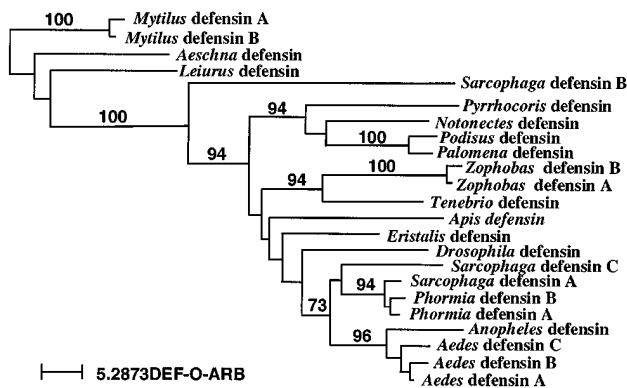 100
Mytilus defensin A
Mytilus defensin B
Aeschna defensin
Leiurus defensin
100
Sarcophaga defensin B
94
Pyrrhocoris defensin
Notonectes defensin
100
Podisus defensin
Palomena defensin
94
100
Zophobas defensin B
94
Zophobas defensin A
Tenebrio defensin
Apis defensin
Eristalis defensin
Drosophila defensin
Sarcophaga defensin C
94
Sarcophaga defensin A
73
Phormia defensin B
Phormia defensin A
96
Anopheles defensin
Aedes defensin C
Aedes defensin B
Aedes defensin A
5.2873DEF-O-ARB